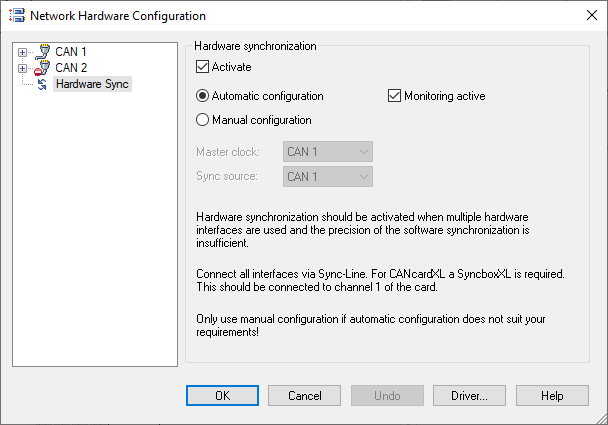 Network Hardware Configuration
CAN 1
CAN 2
Hardware Sync
Hardware synchronization
Activate
Automatic configuration
Monitoring active
Manual configuration
Master clock: CAN 1
Sync source: CAN 1
Hardware synchronization should be activated when multiple hardware
interfaces are used and the precision of the software synchronization is
insufficient.
Connect all interfaces via Sync-Line. For CANcardXL a SyncboxXL is required.
This should be connected to channel 1 of the card.
Only use manual configuration if automatic configuration does not suit your
requirements!
OK
Cancel
Undo
Driver...
Help